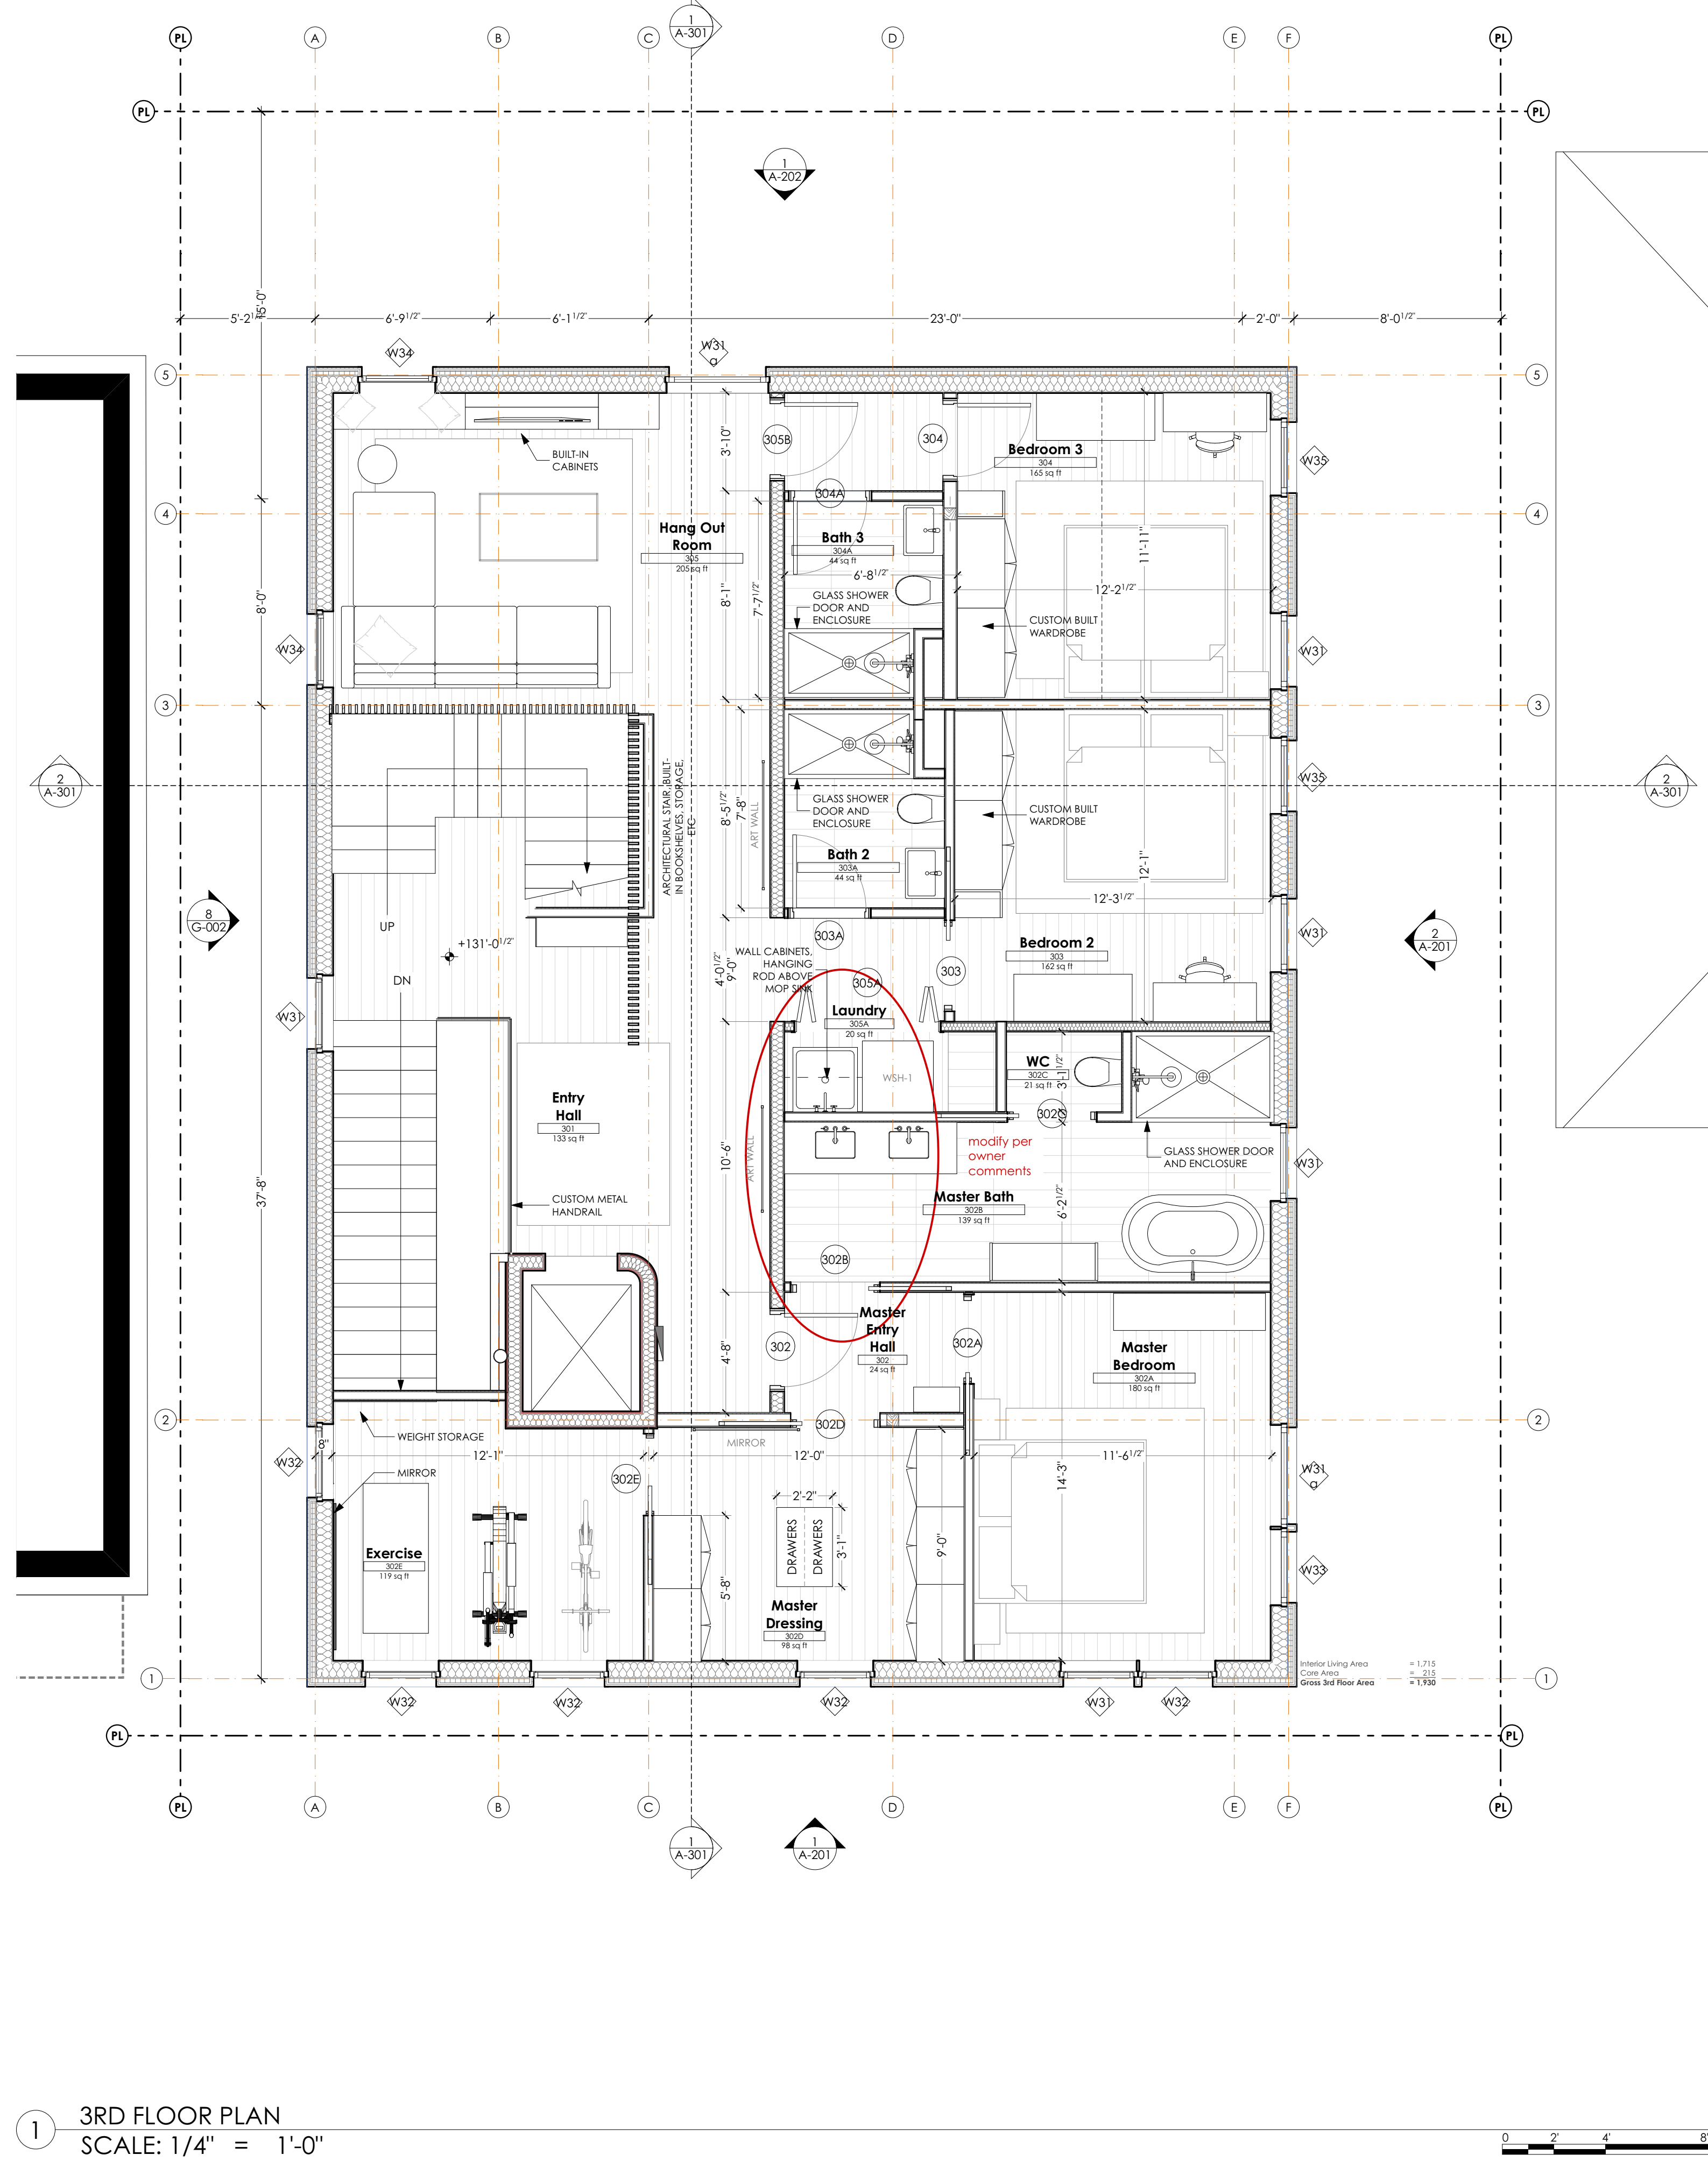 1
A-301
PL
A
B
C
D
E
F
PL
PL
PL
1
A-202
5'-2 1/2"
15'-0"
6'-9 1/2"
6'-1 1/2"
23'-0"
2'-0"
8'-0 1/2"
W34
W31
a
5
5
305B
304
3'-10"
Bedroom 3
304
165 sq ft
W35
BUILT-IN
CABINETS
304A
4
4
Hang Out
Room
305
205 sq ft
Bath 3
304A
44 sq ft
11'-11"
6'-8 1/2"
12'-2 1/2"
8'-0"
8'-1"
7'-7 1/2"
GLASS SHOWER
DOOR AND
ENCLOSURE
CUSTOM BUILT
WARDROBE
W34
W31
3
3
2
A-301
W35
2
A-301
ARCHITECTURAL STAIR, BUILT-
IN BOOKSHELVES, STORAGE,
ETC
8'-5 1/2"
7'-8"
ART WALL
GLASS SHOWER
DOOR AND
ENCLOSURE
CUSTOM BUILT
WARDROBE
Bath 2
303A
44 sq ft
12'-1"
12'-3 1/2"
8
G-002
UP
+131'-0 1/2"
303A
W31
2
A-201
Bedroom 2
303
162 sq ft
WALL CABINETS,
HANGING
ROD ABOVE
MOP SINK
4'-0 1/2"
9'-0"
303
305A
DN
W31
Laundry
305A
20 sq ft
WSH-1
WC
302C
21 sq ft
3'-1 1/2"
302C
Entry
Hall
301
133 sq ft
10'-6"
ART WALL
modify per
owner
comments
GLASS SHOWER DOOR
AND ENCLOSURE
W31
37'-8"
CUSTOM METAL
HANDRAIL
Master Bath
302B
139 sq ft
6'-2 1/2"
302B
Master
Entry
Hall
302
24 sq ft
302
302A
4'-8"
Master
Bedroom
302A
180 sq ft
2
2
302D
WEIGHT STORAGE
MIRROR
8"
12'-1"
12'-0"
11'-6 1/2"
W32
MIRROR
302E
14'-3"
W31
a
2'-2"
DRAWERS
DRAWERS
3'-1"
9'-0"
Exercise
302E
119 sq ft
5'-8"
W33
Master
Dressing
302D
98 sq ft
Interior Living Area = 1,715
Core Area = 215
Gross 3rd Floor Area = 1,930
1
1
W32
W32
W32
W31
W32
PL
PL
PL
A
B
C
D
E
F
PL
1
A-301
1
A-201
1
3RD FLOOR PLAN
SCALE: 1/4" = 1'-0"
0 2' 4' 8'